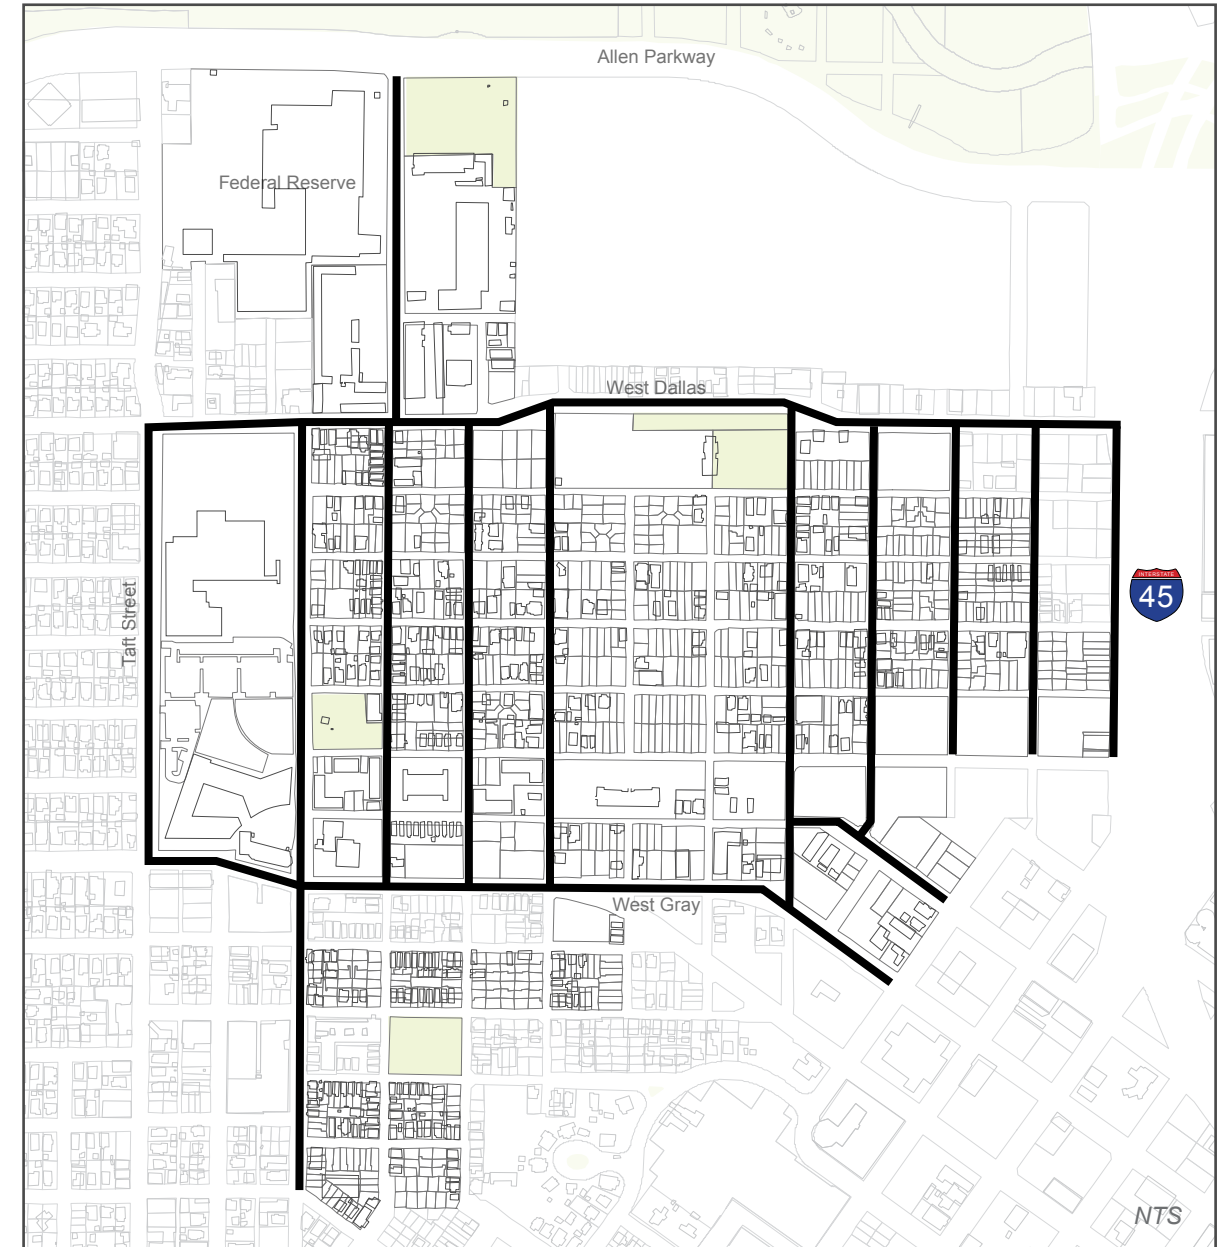 Allen Parkway
Federal Reserve
West Dallas
Taft Street
INTERSTATE
45
West Gray
NTS